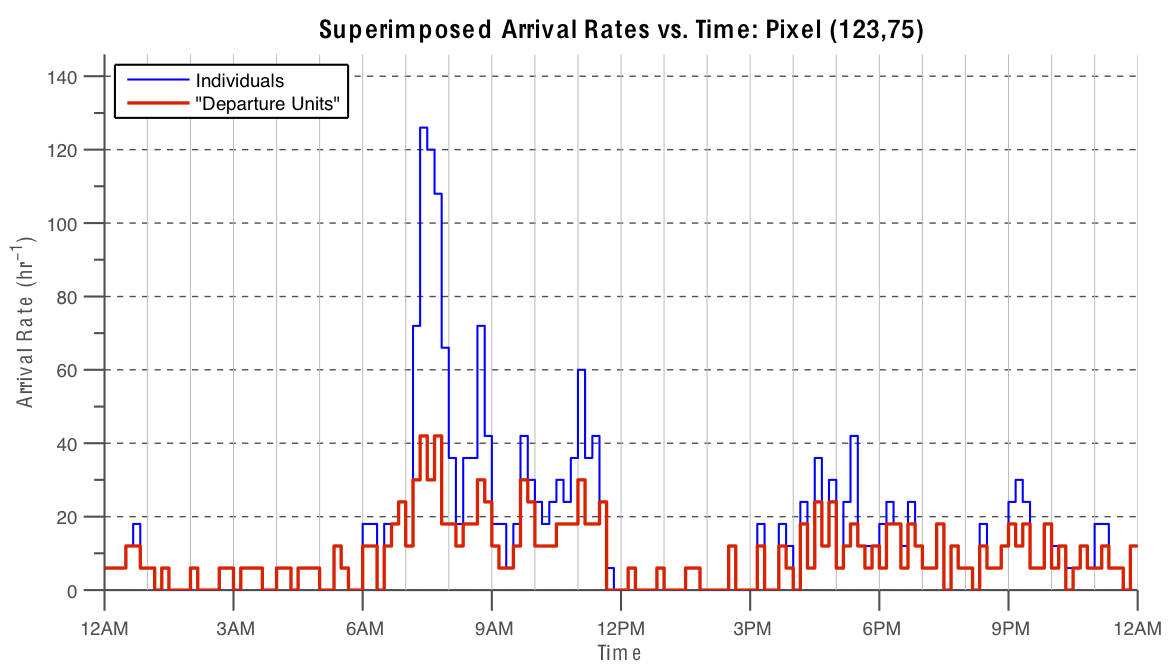 Superimposed Arrival Rates vs. Time: Pixel (123,75)
Individuals
"Departure Units"
140
120
100
80
60
40
20
0
Arrival Rate (hr⁻¹)
12AM 3AM 6AM 9AM 12PM 3PM 6PM 9PM 12AM
Time